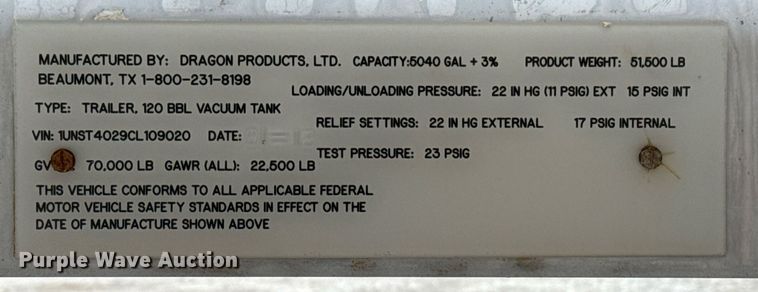 MANUFACTURED BY: DRAGON PRODUCTS, LTD. CAPACITY:5040 GAL + 3% PRODUCT WEIGHT: 51,500 LB
BEAUMONT, TX 1-800-231-8198
LOADING/UNLOADING PRESSURE: 22 IN HG (11 PSIG) EXT 15 PSIG INT
TYPE: TRAILER, 120 BBL VACUUM TANK
RELIEF SETTINGS: 22 IN HG EXTERNAL 17 PSIG INTERNAL
VIN: 1UNST4029CL109020 DATE:
TEST PRESSURE: 23 PSIG
GV 70,000 LB GAWR (ALL): 22,500 LB
THIS VEHICLE CONFORMS TO ALL APPLICABLE FEDERAL
MOTOR VEHICLE SAFETY STANDARDS IN EFFECT ON THE
DATE OF MANUFACTURE SHOWN ABOVE
Purple Wave Auction